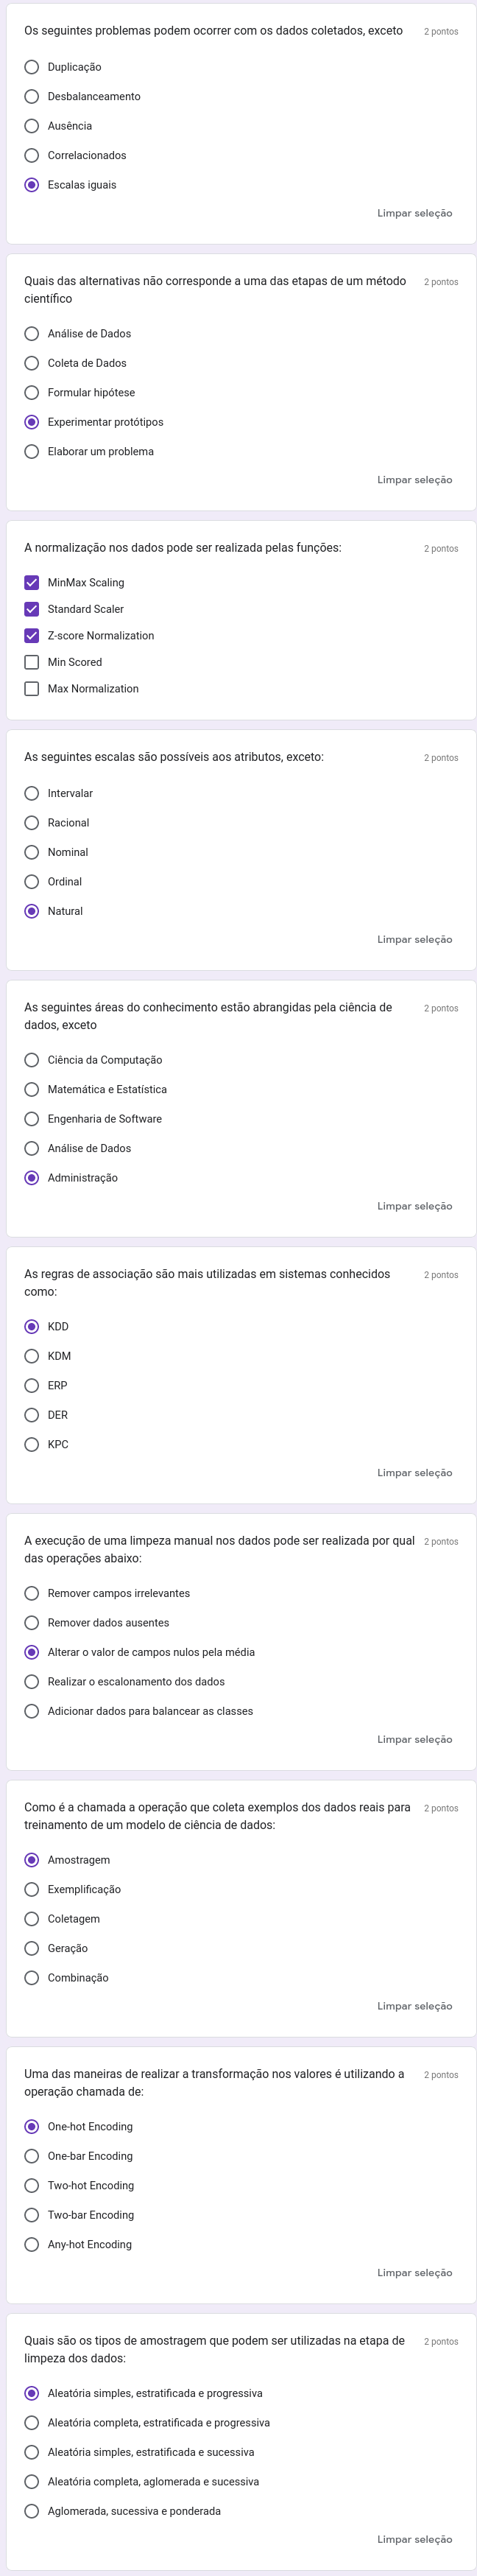 Os seguintes problemas podem ocorrer com os dados coletados, exceto
2 pontos
Duplicação
Desbalanceamento
Ausência
Correlacionados
Escalas iguais
Limpar seleção
Quais das alternativas não corresponde a uma das etapas de um método
2 pontos
científico
Análise de Dados
Coleta de Dados
Formular hipótese
Experimentar protótipos
Elaborar um problema
Limpar seleção
A normalização nos dados pode ser realizada pelas funções:
2 pontos
MinMax Scaling
Standard Scaler
Z-score Normalization
Min Scored
Max Normalization
As seguintes escalas são possíveis aos atributos, exceto:
2 pontos
Intervalar
Racional
Nominal
Ordinal
Natural
Limpar seleção
As seguintes áreas do conhecimento estão abrangidas pela ciência de
2 pontos
dados, exceto
Ciência da Computação
Matemática e Estatística
Engenharia de Software
Análise de Dados
Administração
Limpar seleção
As regras de associação são mais utilizadas em sistemas conhecidos
2 pontos
como:
KDD
KDM
ERP
DER
KPC
Limpar seleção
A execução de uma limpeza manual nos dados pode ser realizada por qual
2 pontos
das operações abaixo:
Remover campos irrelevantes
Remover dados ausentes
Alterar o valor de campos nulos pela média
Realizar o escalonamento dos dados
Adicionar dados para balancear as classes
Limpar seleção
Como é a chamada a operação que coleta exemplos dos dados reais para
2 pontos
treinamento de um modelo de ciência de dados:
Amostragem
Exemplificação
Coletagem
Geração
Combinação
Limpar seleção
Uma das maneiras de realizar a transformação nos valores é utilizando a
2 pontos
operação chamada de:
One-hot Encoding
One-bar Encoding
Two-hot Encoding
Two-bar Encoding
Any-hot Encoding
Limpar seleção
Quais são os tipos de amostragem que podem ser utilizadas na etapa de
2 pontos
limpeza dos dados:
Aleatória simples, estratificada e progressiva
Aleatória completa, estratificada e progressiva
Aleatória simples, estratificada e sucessiva
Aleatória completa, aglomerada e sucessiva
Aglomerada, sucessiva e ponderada
Limpar seleção